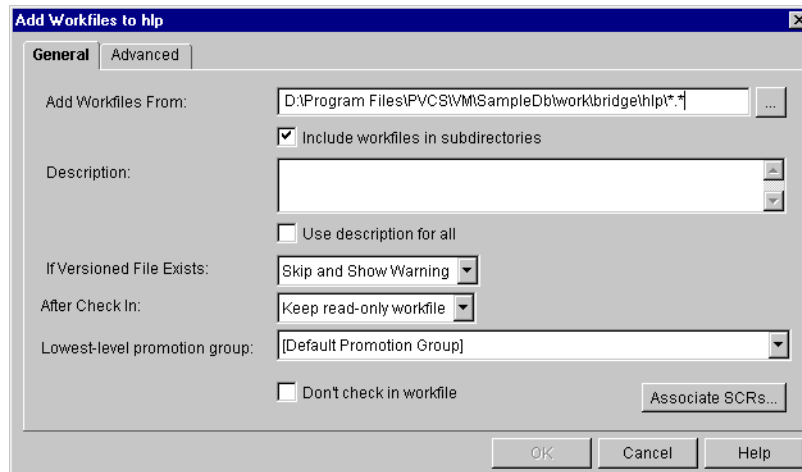 Add Workfiles to hlp
General Advanced
Add Workfiles From: D:\Program Files\PVCS\VM\SampleDb\work\bridge\hlp\*.* ...
Include workfiles in subdirectories
Description:
Use description for all
If Versioned File Exists: Skip and Show Warning
After Check In: Keep read-only workfile
Lowest-level promotion group: [Default Promotion Group]
Don't check in workfile Associate SCRs...
OK Cancel Help